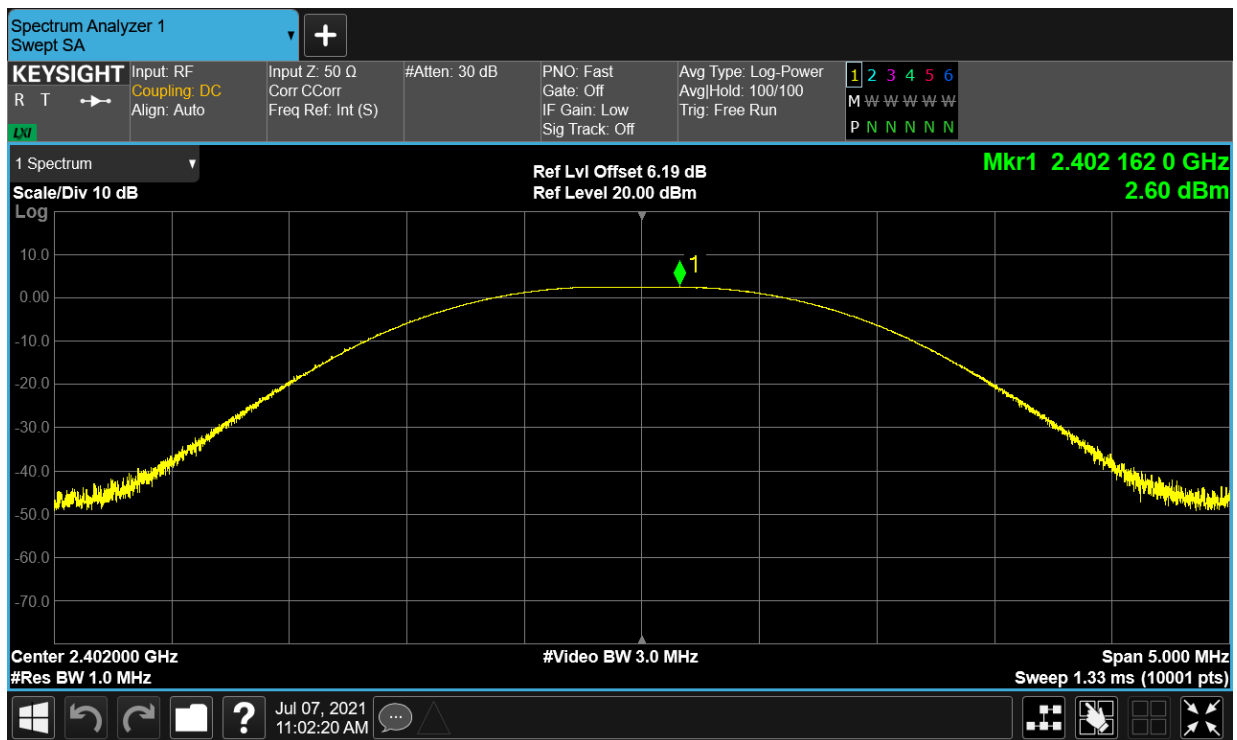 Spectrum Analyzer 1
Swept SA
KEYSIGHT
R T
LXI
Input: RF
Coupling: DC
Align: Auto
Input Z: 50 Ω
Corr CCorr
Freq Ref: Int (S)
#Atten: 30 dB
PNO: Fast
Gate: Off
IF Gain: Low
Sig Track: Off
Avg Type: Log-Power
Avg|Hold: 100/100
Trig: Free Run
1 2 3 4 5 6
M W W W W W
P N N N N N
1 Spectrum
Scale/Div 10 dB
Ref Lvl Offset 6.19 dB
Ref Level 20.00 dBm
Mkr1 2.402 162 0 GHz
2.60 dBm
Log
10.0
0.00
-10.0
-20.0
-30.0
-40.0
-50.0
-60.0
-70.0
1
Center 2.402000 GHz
#Video BW 3.0 MHz
Span 5.000 MHz
#Res BW 1.0 MHz
Sweep 1.33 ms (10001 pts)
?
Jul 07, 2021
11:02:20 AM